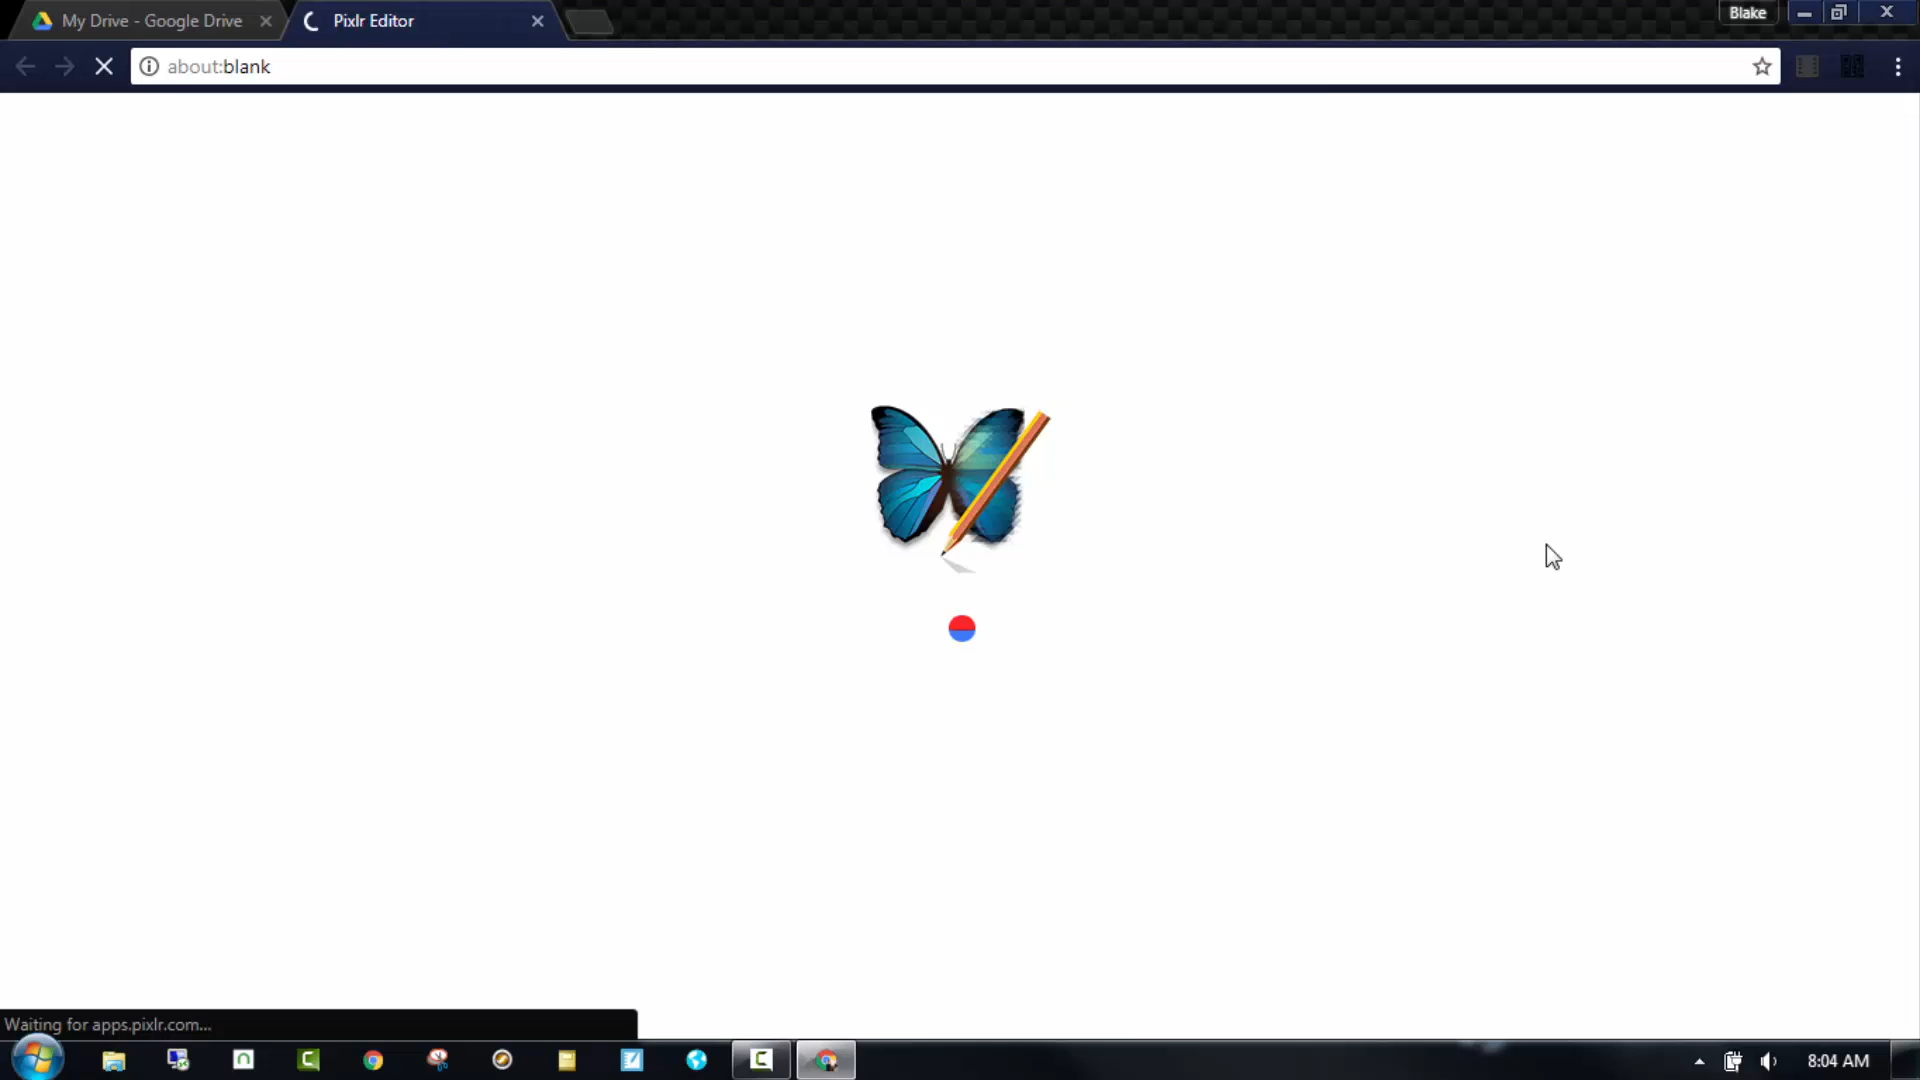 My Drive - Google Drive
Pixlr Editor
Blake
about:blank
Waiting for apps.pixlr.com...
8:04 AM